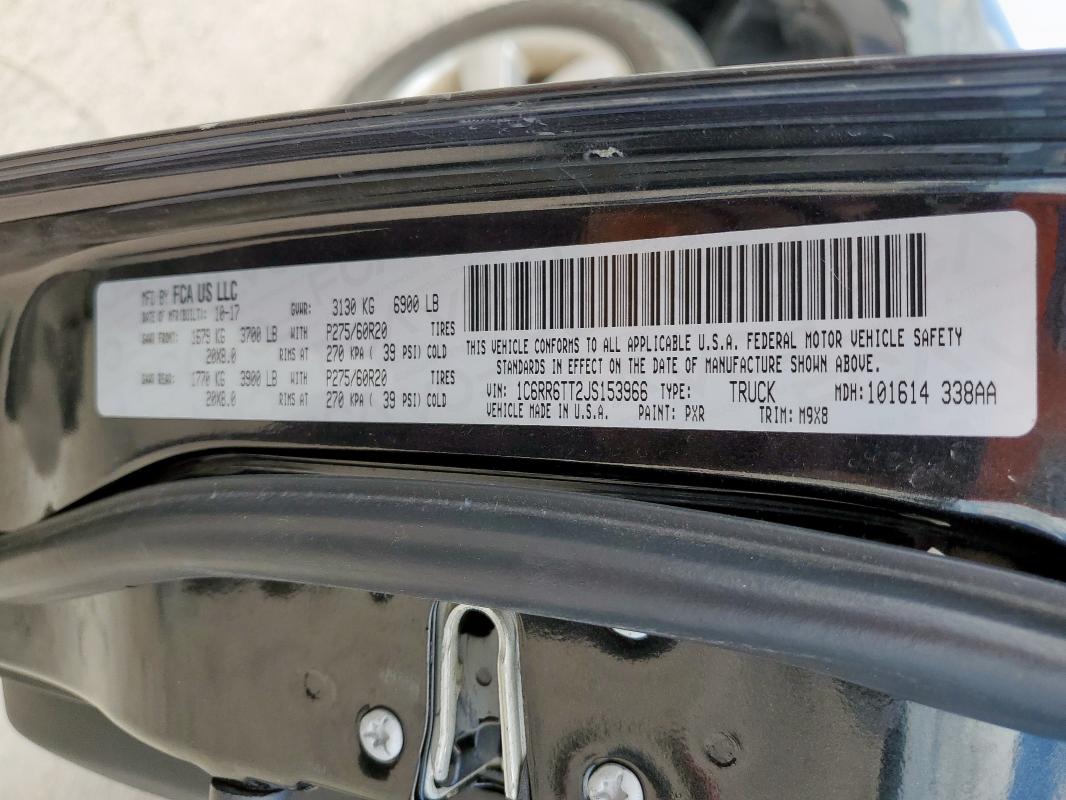 MFD BY FCA US LLC
DATE OF MFR(BUILT): 10-17 GVWR: 3130 KG 6900 LB
GAWR FRONT: 1679 KG 3700 LB WITH P275/60R20 TIRES
20X8.0 RIMS AT 270 KPA ( 39 PSI) COLD
GAWR REAR: 1770 KG 3900 LB WITH P275/60R20 TIRES
20X8.0 RIMS AT 270 KPA ( 39 PSI) COLD
THIS VEHICLE CONFORMS TO ALL APPLICABLE U.S.A. FEDERAL MOTOR VEHICLE SAFETY
STANDARDS IN EFFECT ON THE DATE OF MANUFACTURE SHOWN ABOVE.
VIN: 1C6RR6TT2JS153966 TYPE: TRUCK MDH: 101614 338AA
VEHICLE MADE IN U.S.A. PAINT: PXR TRIM: M9X8